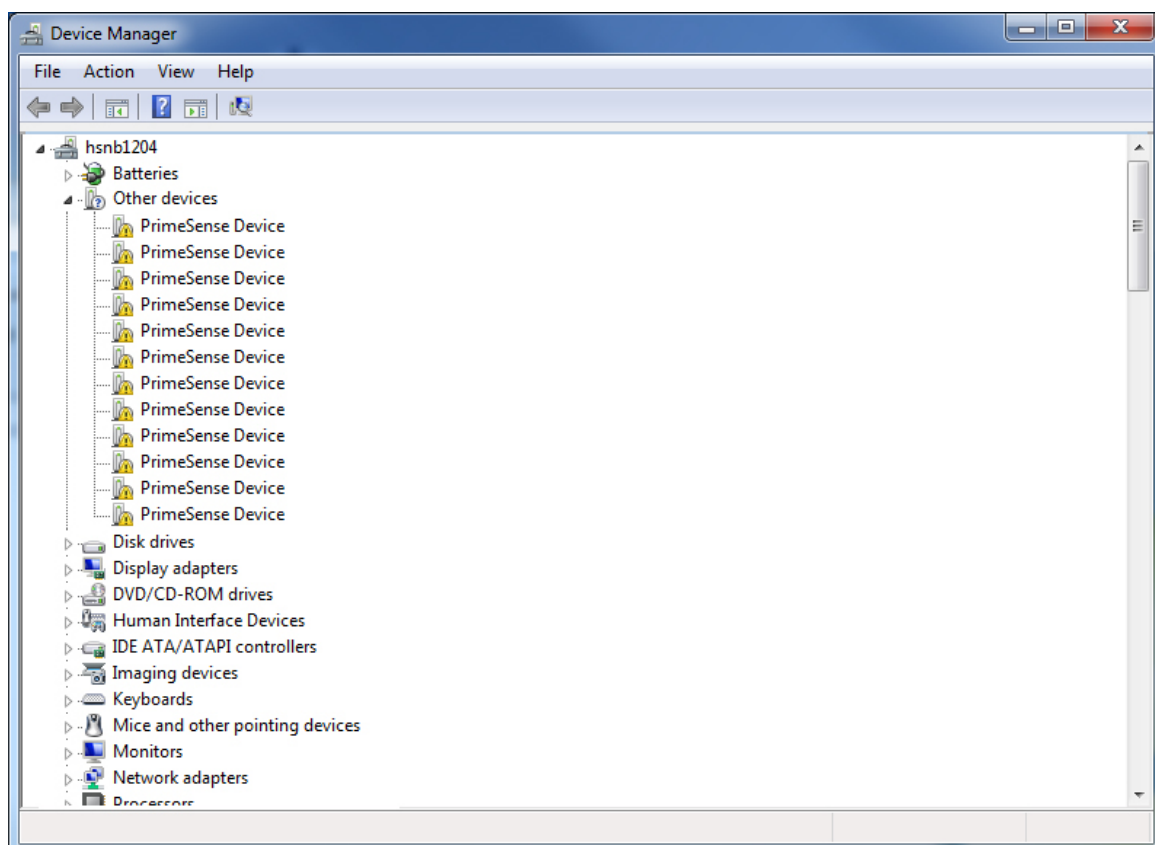 Device Manager
File Action View Help
hsnb1204
Batteries
Other devices
PrimeSense Device
PrimeSense Device
PrimeSense Device
PrimeSense Device
PrimeSense Device
PrimeSense Device
PrimeSense Device
PrimeSense Device
PrimeSense Device
PrimeSense Device
PrimeSense Device
PrimeSense Device
Disk drives
Display adapters
DVD/CD-ROM drives
Human Interface Devices
IDE ATA/ATAPI controllers
Imaging devices
Keyboards
Mice and other pointing devices
Monitors
Network adapters
Processors